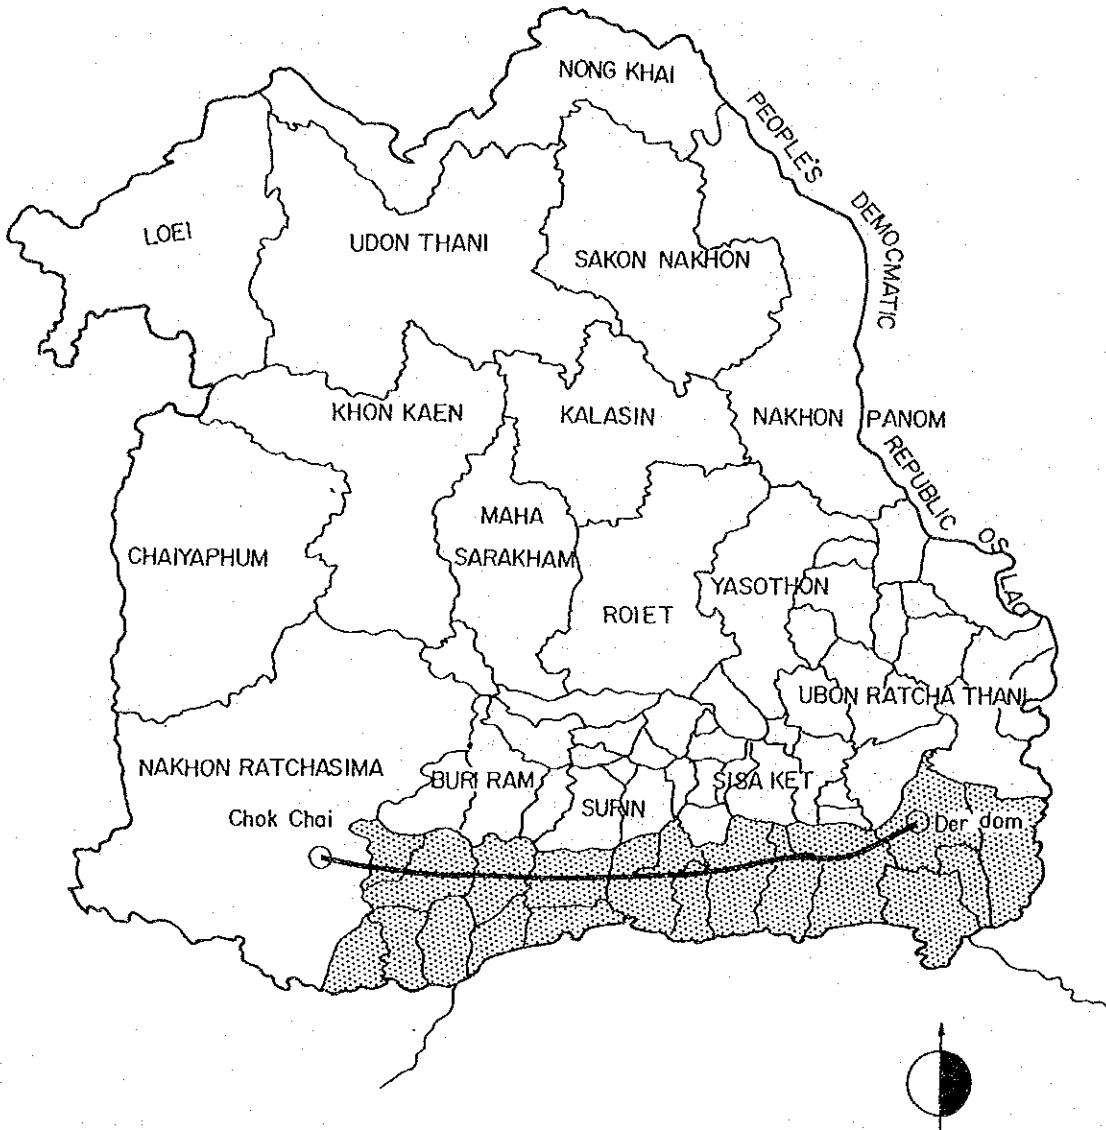 NONG KHAI
PEOPLE'S
DEMOCMATIC
REPUBLIC
OS
LAO
LOEI
UDON THANI
SAKON NAKHON
KHON KAEN
KALASIN
NAKHON PANOM
MAHA
SARAKHAM
CHAIYAPHUM
YASOTHON
ROIET
UBON RATCHA THANI
NAKHON RATCHASIMA
BURI RAM
SURIN
SISA KET
Chok Chai
Der dom